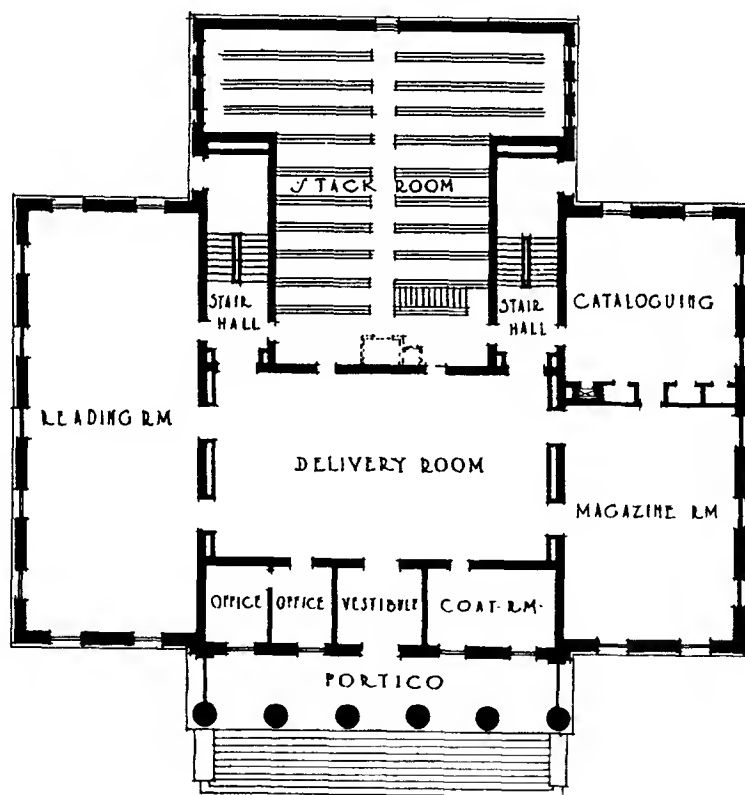 STACK ROOM
STAIR
HALL
STAIR
HALL
CATALOGUING
READING RM
DELIVERY ROOM
MAGAZINE RM
OFFICE
OFFICE
VESTIBULE
COAT-RM-
PORTICO